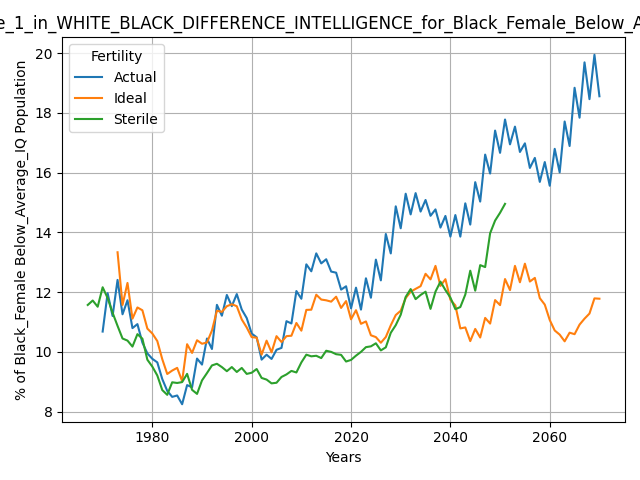 e_1_in_WHITE_BLACK_DIFFERENCE_INTELLIGENCE_for_Black_Female_Below_A
% of Black_Female Below_Average_IQ Population
20
18
16
14
12
10
8
Fertility
Actual
Ideal
Sterile
1980
2000
2020
2040
2060
Years